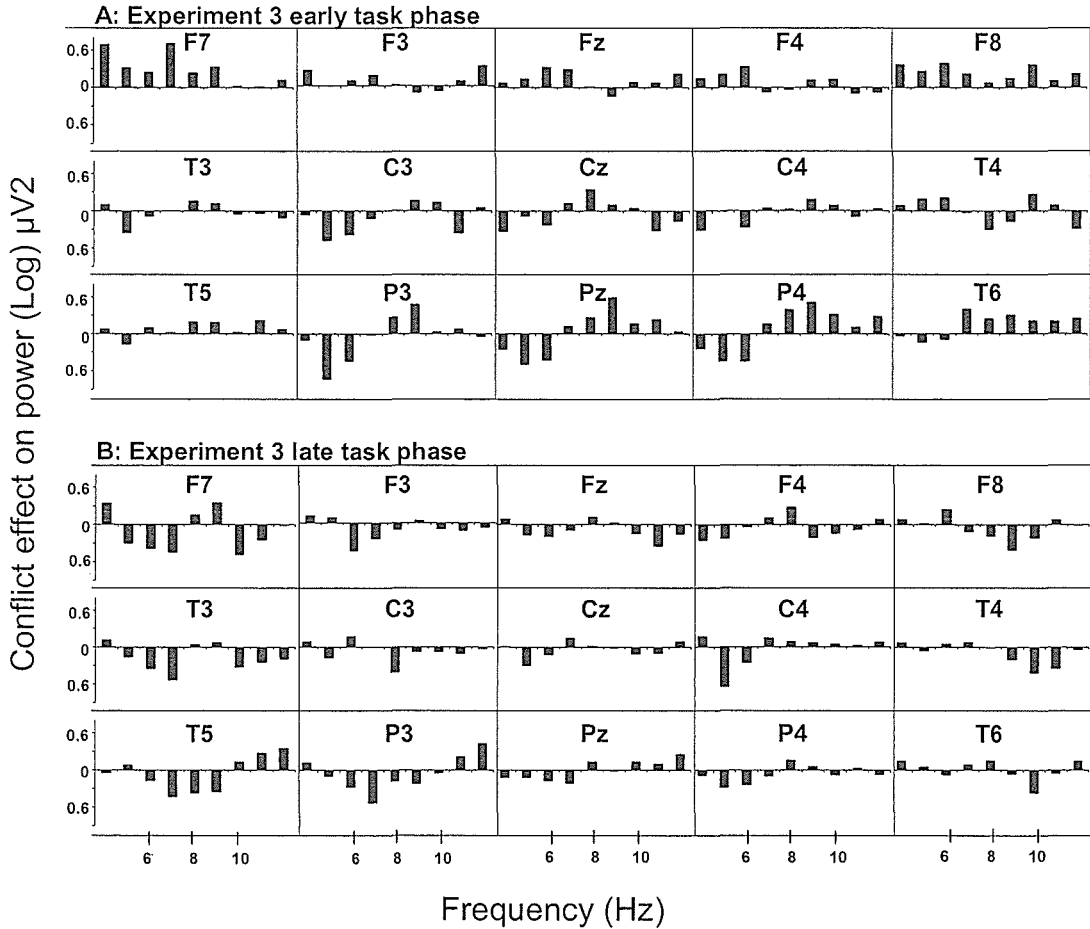 A: Experiment 3 early task phase
F7 F3 Fz F4 F8
0.6
0
0.6
T3 C3 Cz C4 T4
0.6
0
0.6
T5 P3 Pz P4 T6
0.6
0
0.6
B: Experiment 3 late task phase
F7 F3 Fz F4 F8
0.6
0
0.6
T3 C3 Cz C4 T4
0.6
0
0.6
T5 P3 Pz P4 T6
0.6
0
0.6
6 8 10 6 8 10 6 8 10 6 8 10 6 8 10
Conflict effect on power (Log) µV2
Frequency (Hz)